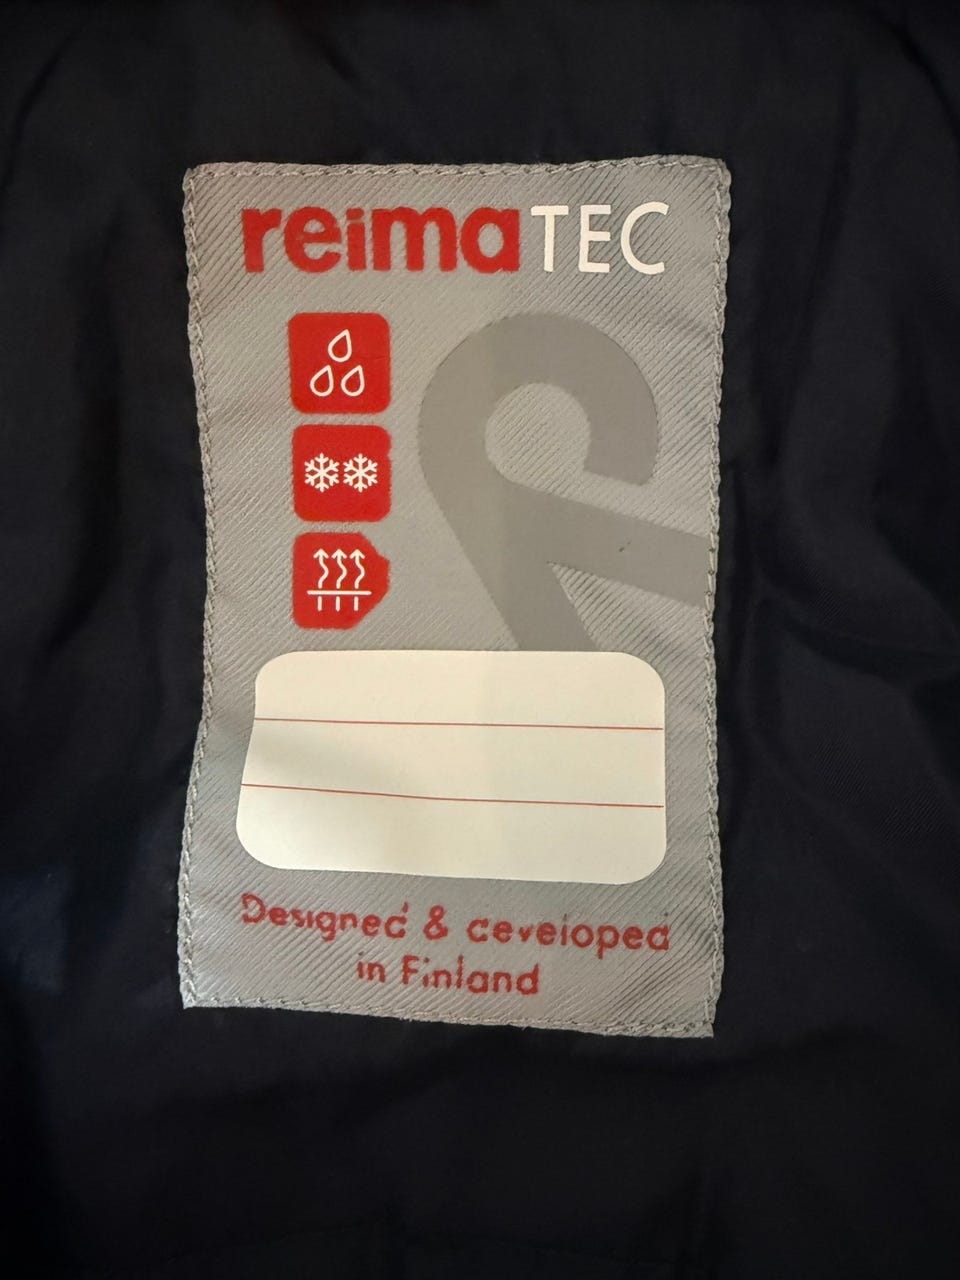 reimaTEC
Designed & developed
in Finland